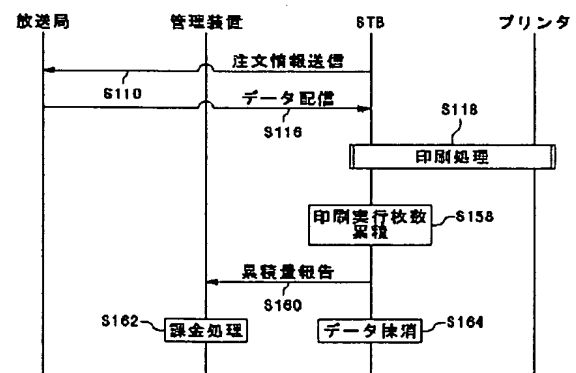 放送局 管理装置 STB プリンタ
注文情報送信
S110
データ配信
S116
S118
印刷処理
印刷実行枚数
累積
S158
累積量報告
S160
S162
課金処理
データ抹消
S164